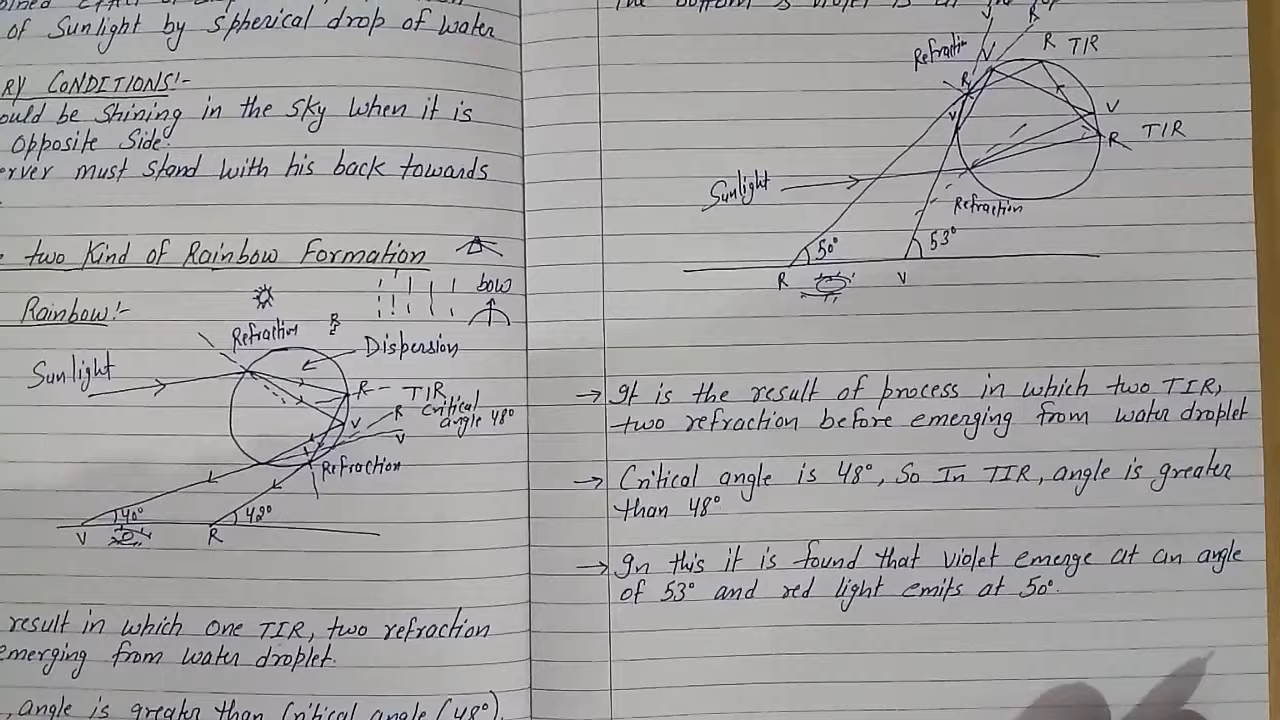 of Sunlight by Spherical drop of water
RY CONDITIONS:-
ould be Shining in the Sky when it is
opposite Side.
erver must stand with his back towards
two Kind of Rainbow Formation
Rainbow:-
bow
Refraction
R
Dispersion
Sunlight
R- TIR
R Critical
angle 48°
V
V
Refraction
40°
42°
V
R
result in which one TIR, two refraction
emerging from water droplet.
, angle is greater than Critical angle (48°).
The bottom & violet is
V
R
Refraction
V
R TIR
R
V
V
R
TIR
Sunlight
Refraction
50°
53°
R
V
→ It is the result of process in which two TIR,
two refraction before emerging from water droplet
→ Critical angle is 48°, So In TIR, angle is greater
than 48°
→ In this it is found that violet emerge at an angle
of 53° and red light emits at 50°.